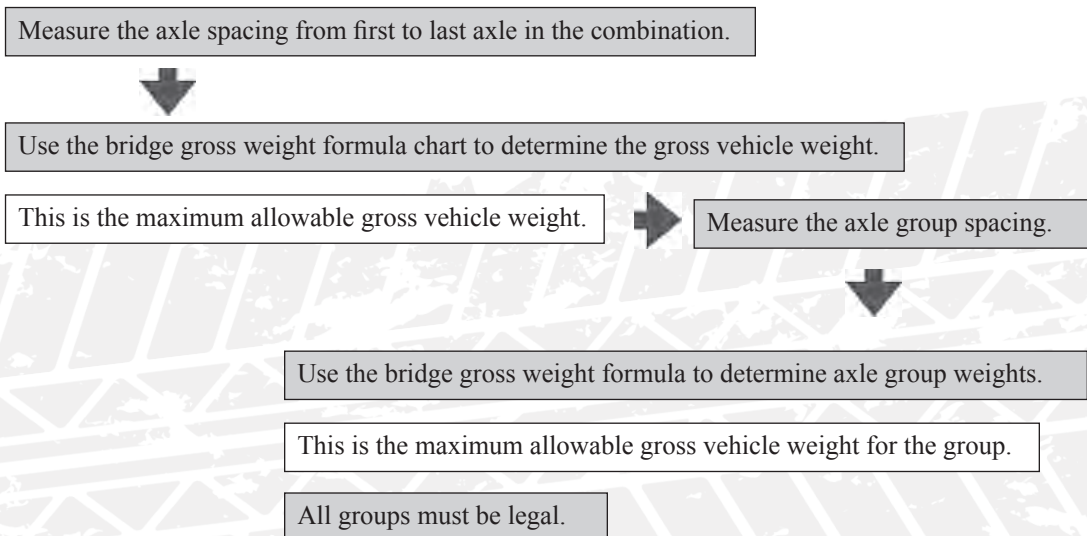 Measure the axle spacing from first to last axle in the combination.
Use the bridge gross weight formula chart to determine the gross vehicle weight.
This is the maximum allowable gross vehicle weight.
Measure the axle group spacing.
Use the bridge gross weight formula to determine axle group weights.
This is the maximum allowable gross vehicle weight for the group.
All groups must be legal.